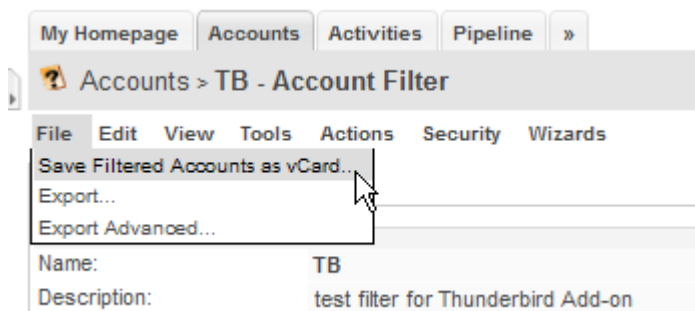 My Homepage Accounts Activities Pipeline »
Accounts > TB - Account Filter
File Edit View Tools Actions Security Wizards
Save Filtered Accounts as vCard...
Export...
Export Advanced...
Name: TB
Description: test filter for Thunderbird Add-on